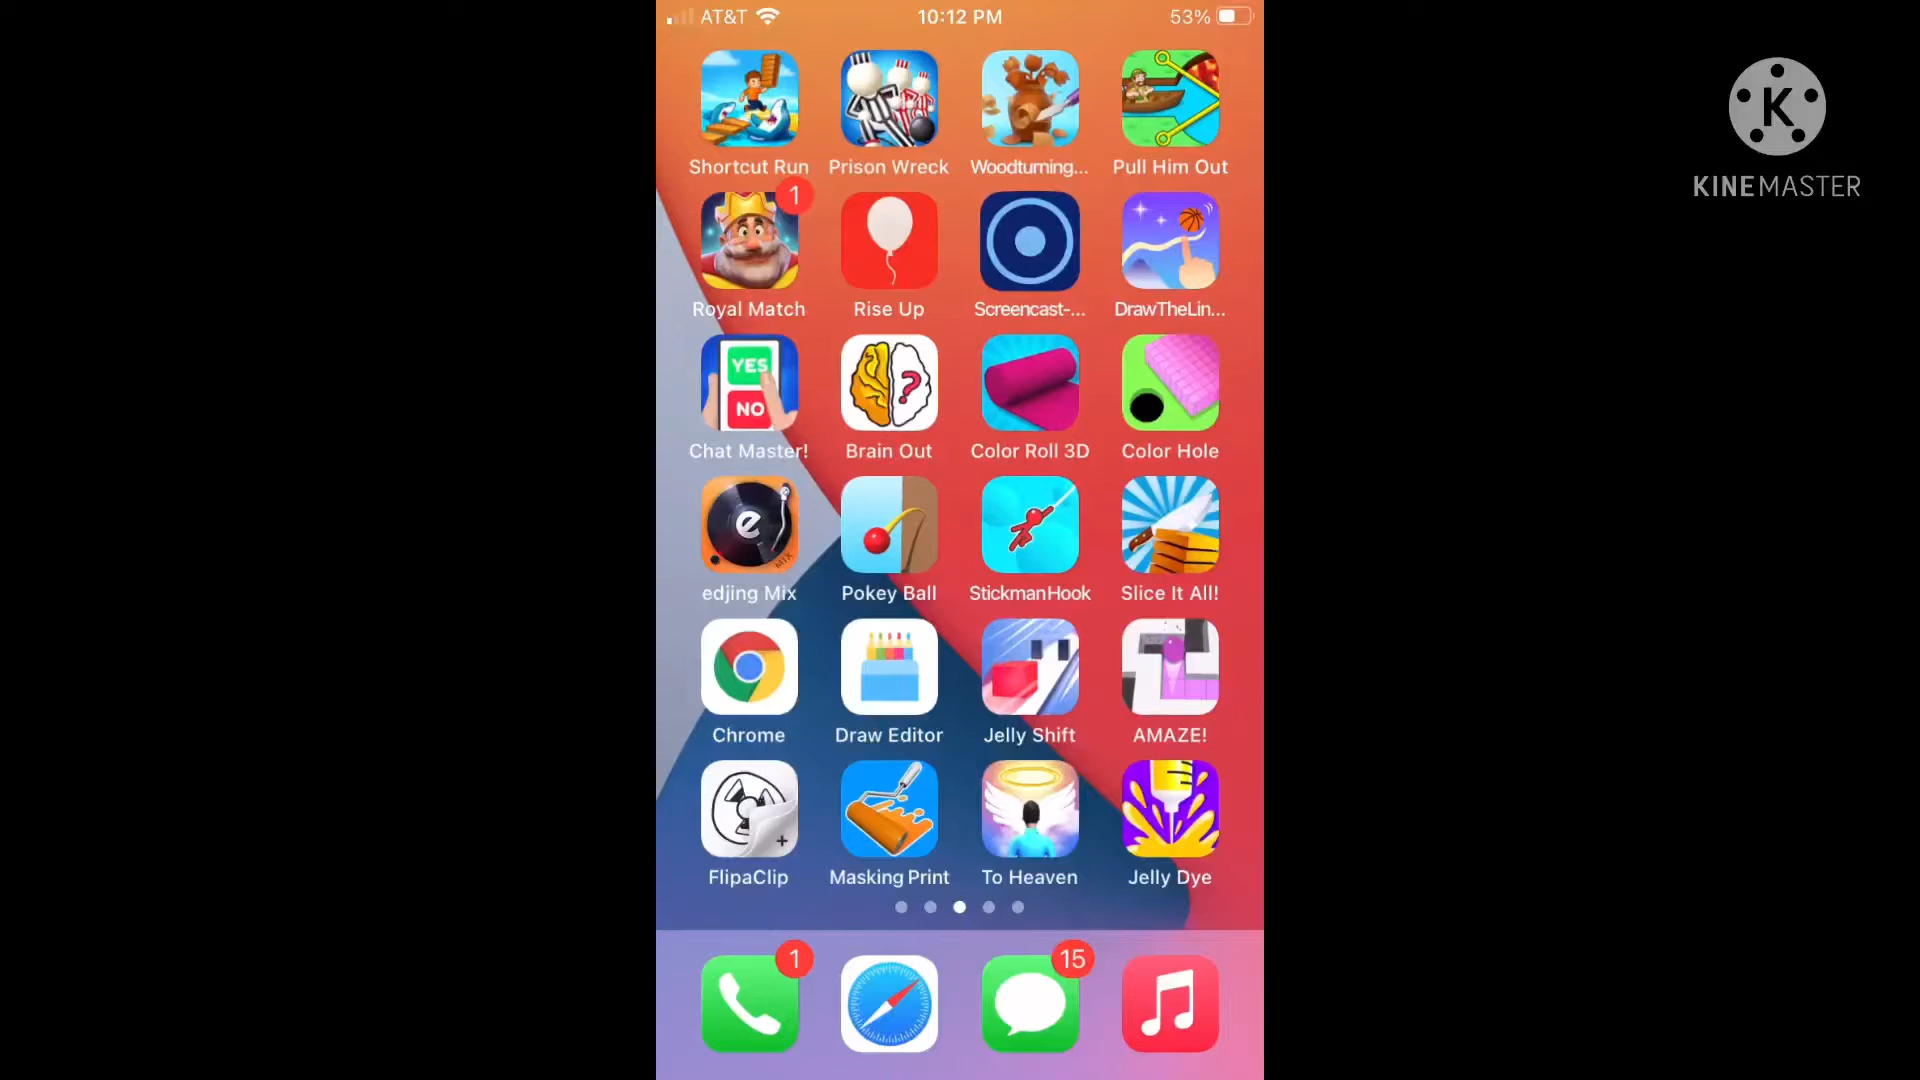 AT&T 10:12 PM 53%
K
KINEMASTER
Shortcut Run Prison Wreck Woodturning... Pull Him Out
1
Royal Match Rise Up Screencast-... DrawTheLin...
YES
NO
?
Chat Master! Brain Out Color Roll 3D Color Hole
e
MIX
edjing Mix Pokey Ball StickmanHook Slice It All!
Chrome Draw Editor Jelly Shift AMAZE!
+
FlipaClip Masking Print To Heaven Jelly Dye
1 15